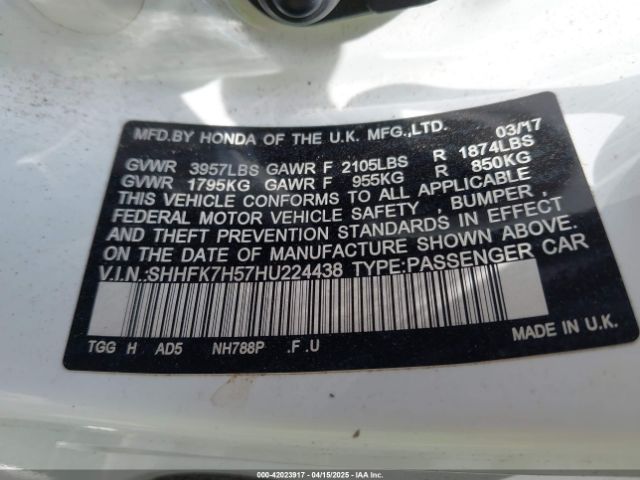 MFD.BY HONDA OF THE U.K. MFG.,LTD. 03/17
GVWR 3957LBS GAWR F 2105LBS R 1874LBS
GVWR 1795KG GAWR F 955KG R 850KG
THIS VEHICLE CONFORMS TO ALL APPLICABLE
FEDERAL MOTOR VEHICLE SAFETY , BUMPER ,
AND THEFT PREVENTION STANDARDS IN EFFECT
ON THE DATE OF MANUFACTURE SHOWN ABOVE.
V.I.N.:SHHFK7H57HU224438 TYPE:PASSENGER CAR
TGG H AD5 NH788P .F .U MADE IN U.K.
000-42023917 - 04/15/2025 - IAAI, Inc.